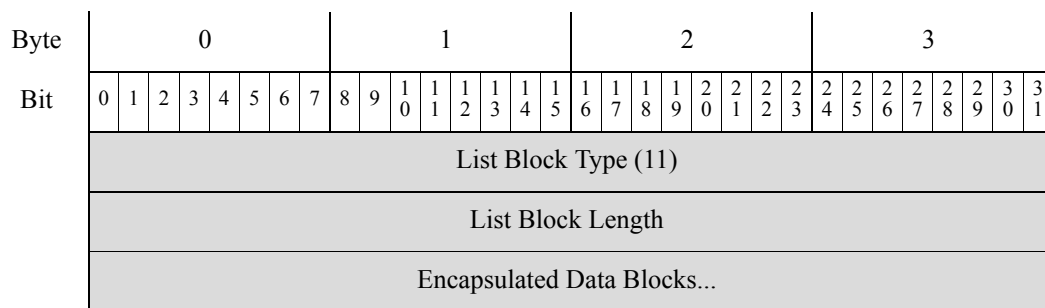 Byte 0 1 2 3
Bit 0 1 2 3 4 5 6 7 8 9 10 11 12 13 14 15 16 17 18 19 20 21 22 23 24 25 26 27 28 29 30 31
List Block Type (11)
List Block Length
Encapsulated Data Blocks...